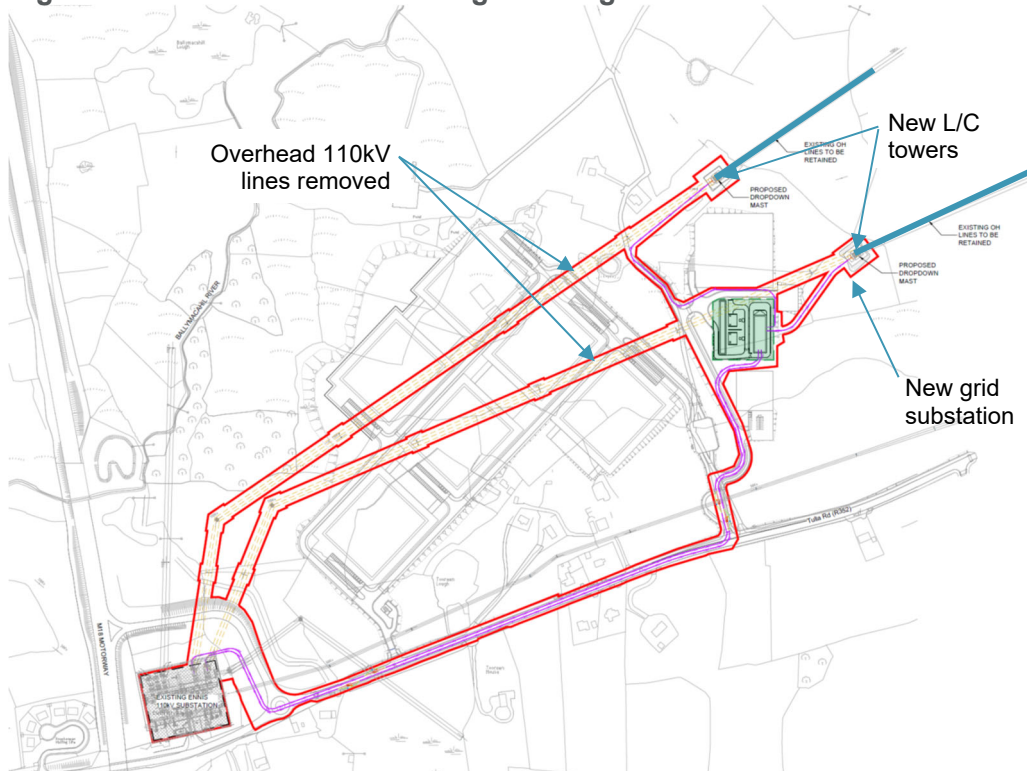 Ballymacahill
Lough
New L/C
towers
EXISTING OH
LINES TO BE
RETAINED
Overhead 110kV
lines removed
PROPOSED
DROPDOWN
MAST
EXISTING OH
LINES TO BE
RETAINED
PROPOSED
DROPDOWN
MAST
BALLYMACAHIL RIVER
New grid
substation
Tulla Rd (R352)
M18 MOTORWAY
EXISTING ENNIS
110kV SUBSTATION